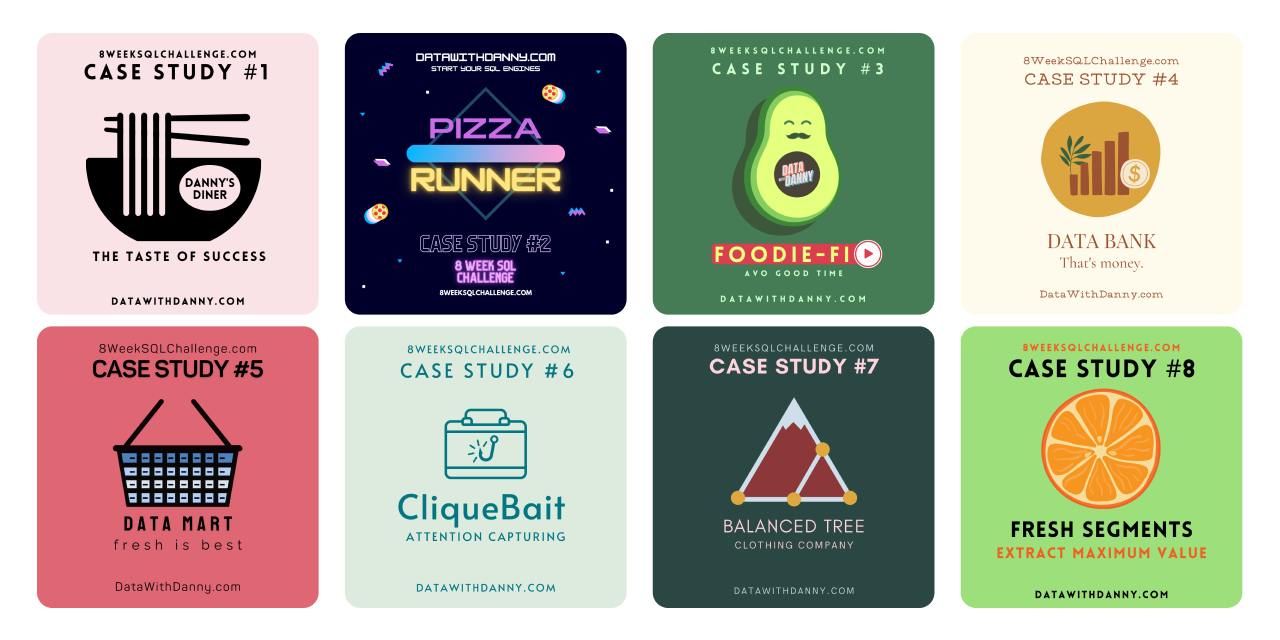 8WEEKSQLCHALLENGE.COM
CASE STUDY #1
DANNY'S
DINER
THE TASTE OF SUCCESS
DATAWITHDANNY.COM
DATAWITHDANNY.COM
START YOUR SQL ENGINES
PIZZA
RUNNER
CASE STUDY #2
8 WEEK SQL
CHALLENGE
8WEEKSQLCHALLENGE.COM
8WEEKSQLCHALLENGE.COM
CASE STUDY #3
DATA
WITH
DANNY
FOODIE-FI
AVO GOOD TIME
DATAWITHDANNY.COM
8WeekSQLChallenge.com
CASE STUDY #4
$
DATA BANK
That's money.
DataWithDanny.com
8WeekSQLChallenge.com
CASE STUDY #5
DATA MART
fresh is best
DataWithDanny.com
8WEEKSQLCHALLENGE.COM
CASE STUDY #6
CliqueBait
ATTENTION CAPTURING
DATAWITHDANNY.COM
8WEEKSQLCHALLENGE.COM
CASE STUDY #7
BALANCED TREE
CLOTHING COMPANY
DATAWITHDANNY.COM
8WEEKSQLCHALLENGE.COM
CASE STUDY #8
FRESH SEGMENTS
EXTRACT MAXIMUM VALUE
DATAWITHDANNY.COM